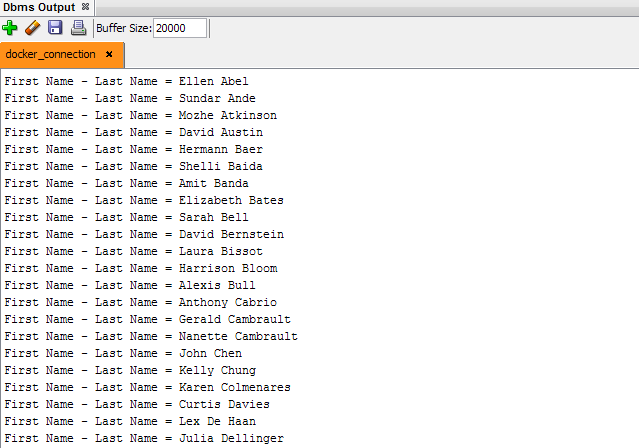 Dbms Output
Buffer Size: 20000
docker_connection
First Name - Last Name = Ellen Abel
First Name - Last Name = Sundar Ande
First Name - Last Name = Mozhe Atkinson
First Name - Last Name = David Austin
First Name - Last Name = Hermann Baer
First Name - Last Name = Shelli Baida
First Name - Last Name = Amit Banda
First Name - Last Name = Elizabeth Bates
First Name - Last Name = Sarah Bell
First Name - Last Name = David Bernstein
First Name - Last Name = Laura Bissot
First Name - Last Name = Harrison Bloom
First Name - Last Name = Alexis Bull
First Name - Last Name = Anthony Cabrio
First Name - Last Name = Gerald Cambrault
First Name - Last Name = Nanette Cambrault
First Name - Last Name = John Chen
First Name - Last Name = Kelly Chung
First Name - Last Name = Karen Colmenares
First Name - Last Name = Curtis Davies
First Name - Last Name = Lex De Haan
First Name - Last Name = Julia Dellinger